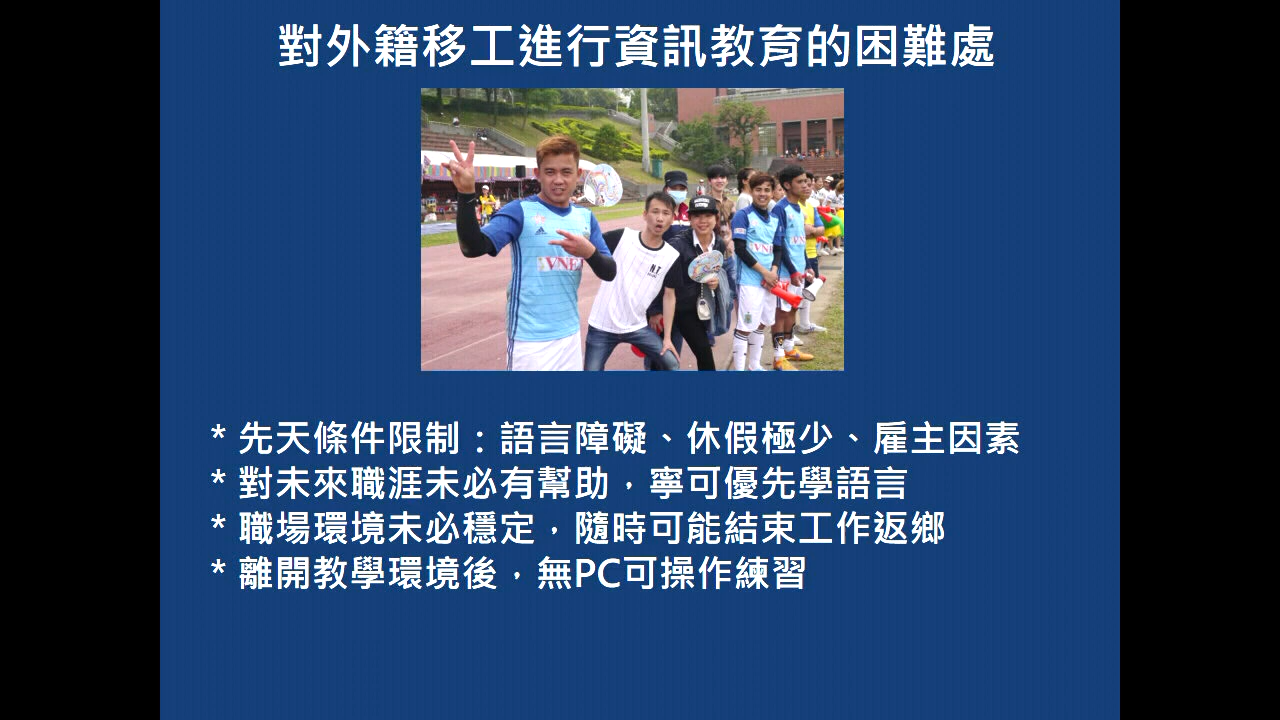 對外籍移工進行資訊教育的困難處
VNET
N.T
VNE
VN
* 先天條件限制：語言障礙、休假極少、雇主因素
* 對未來職涯未必有幫助，寧可優先學語言
* 職場環境未必穩定，隨時可能結束工作返鄉
* 離開教學環境後，無PC可操作練習